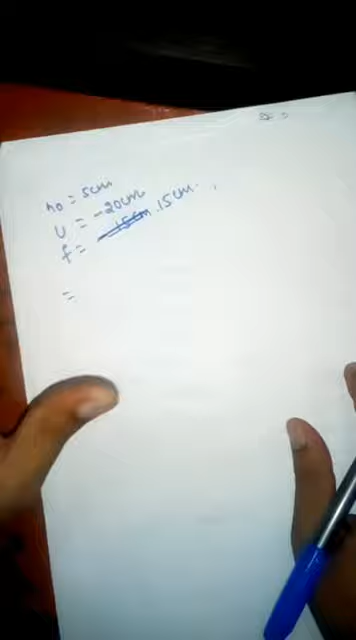 ho = 5cm
u = -20cm
f = 15cm.
=